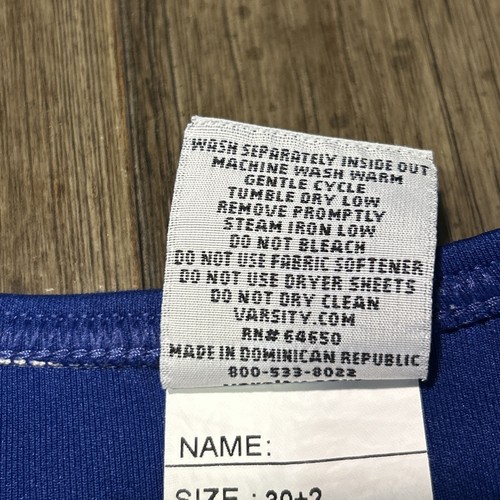 WASH SEPARATELY INSIDE OUT
MACHINE WASH WARM
GENTLE CYCLE
TUMBLE DRY LOW
REMOVE PROMPTLY
STEAM IRON LOW
DO NOT BLEACH
DO NOT USE FABRIC SOFTENER
DO NOT USE DRYER SHEETS
DO NOT DRY CLEAN
VARSITY.COM
RN# 64650
MADE IN DOMINICAN REPUBLIC
800-533-8022
NAME:
SIZE : 30+2